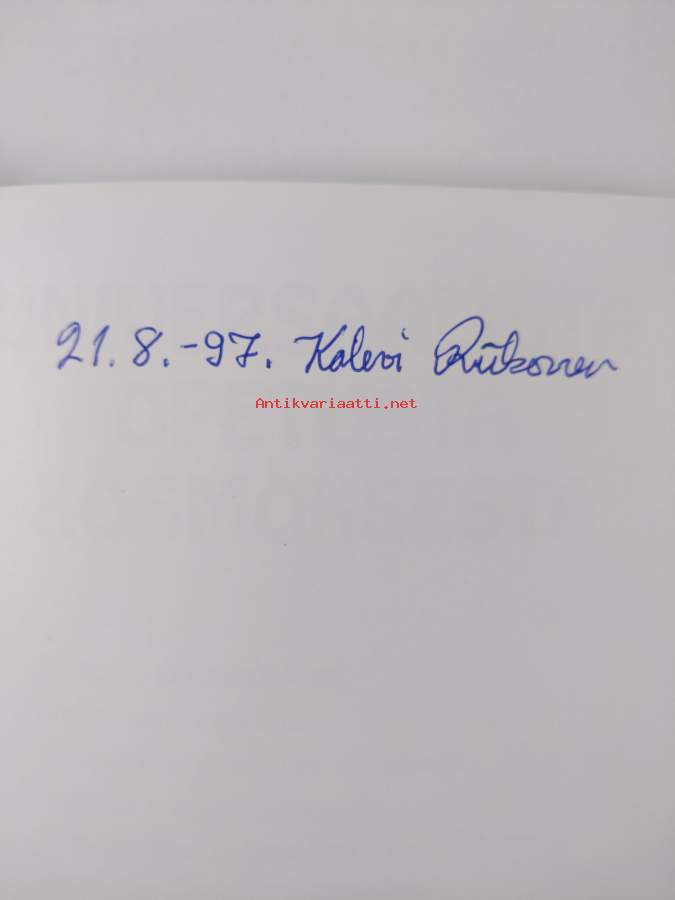 21.8.-97. Kalevi Riikonen
Antikvariaatti.net